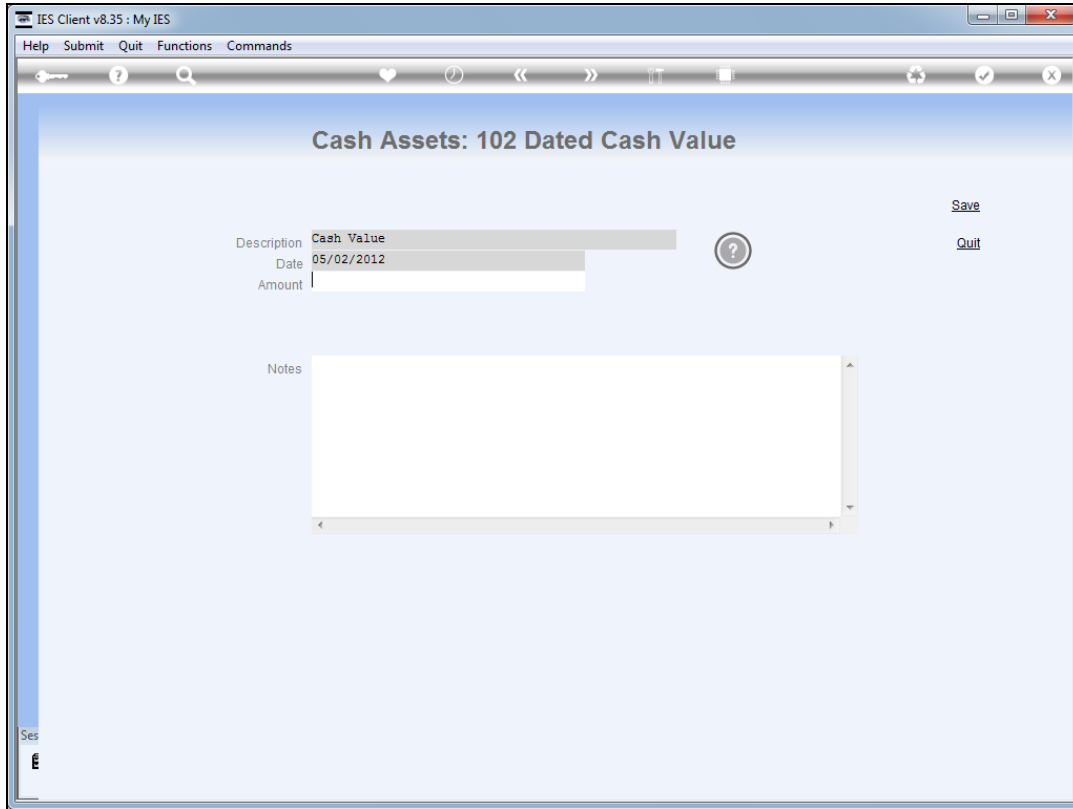 IES Client v8.35 : My IES
Help Submit Quit Functions Commands
Cash Assets: 102 Dated Cash Value
Save
Description Cash Value
Quit
Date 05/02/2012
Amount
Notes
Ses